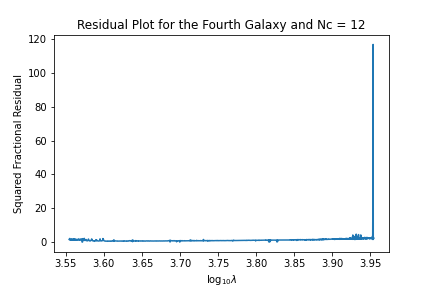 Residual Plot for the Fourth Galaxy and Nc = 12
Squared Fractional Residual
120
100
80
60
40
20
0
3.55 3.60 3.65 3.70 3.75 3.80 3.85 3.90 3.95
log₁₀λ